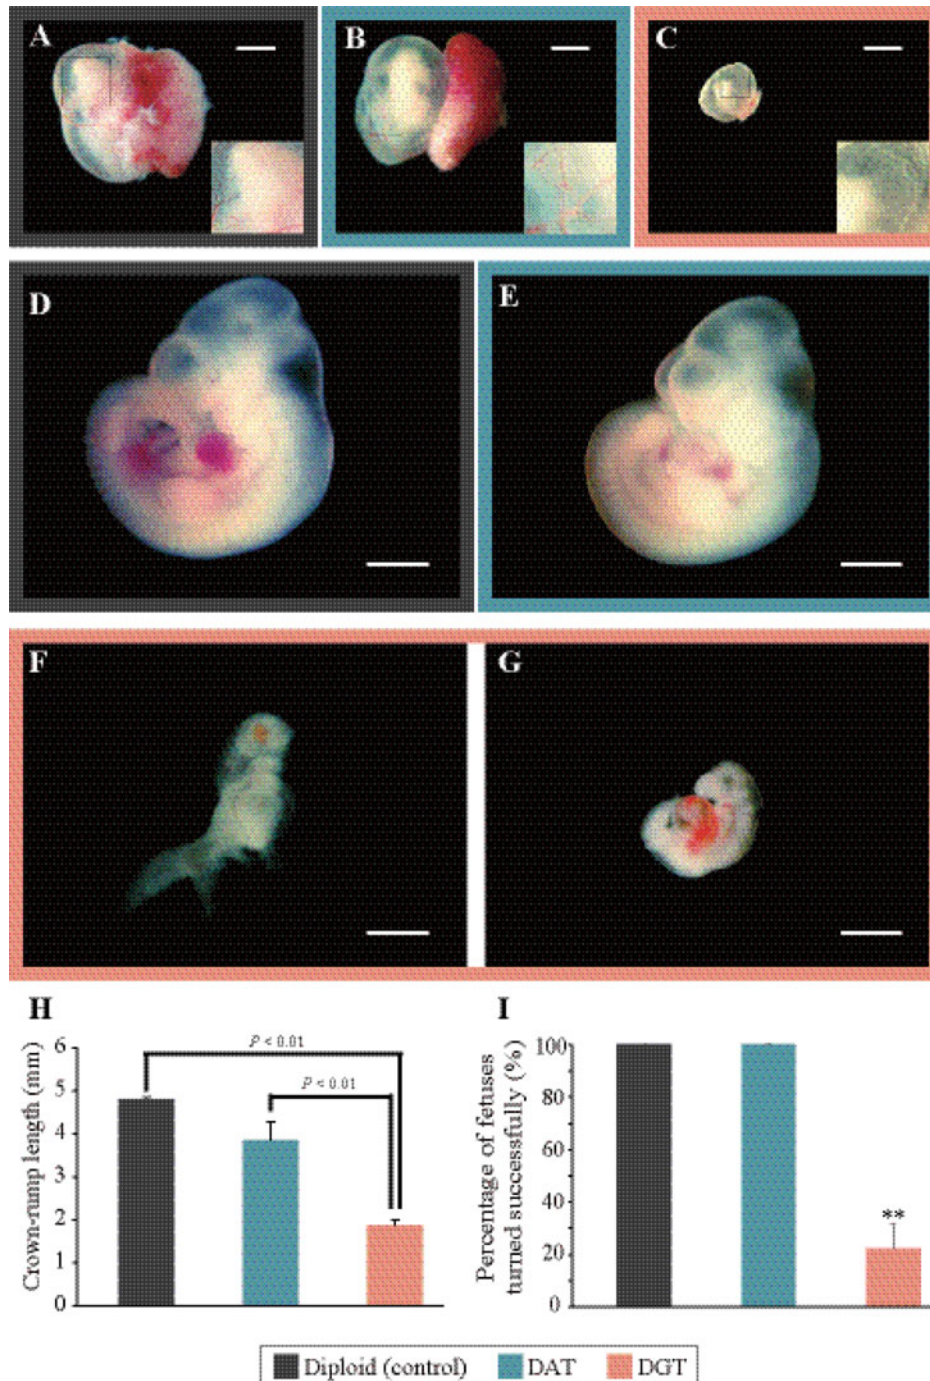 A
B
C
D
E
F
G
H
I
Crown-rump length (mm)
6
5
4
3
2
1
0
P < 0.01
P < 0.01
Percentage of fetuses
turned successfully (%)
100
80
60
40
20
0
**
Diploid (control) DAT DGT